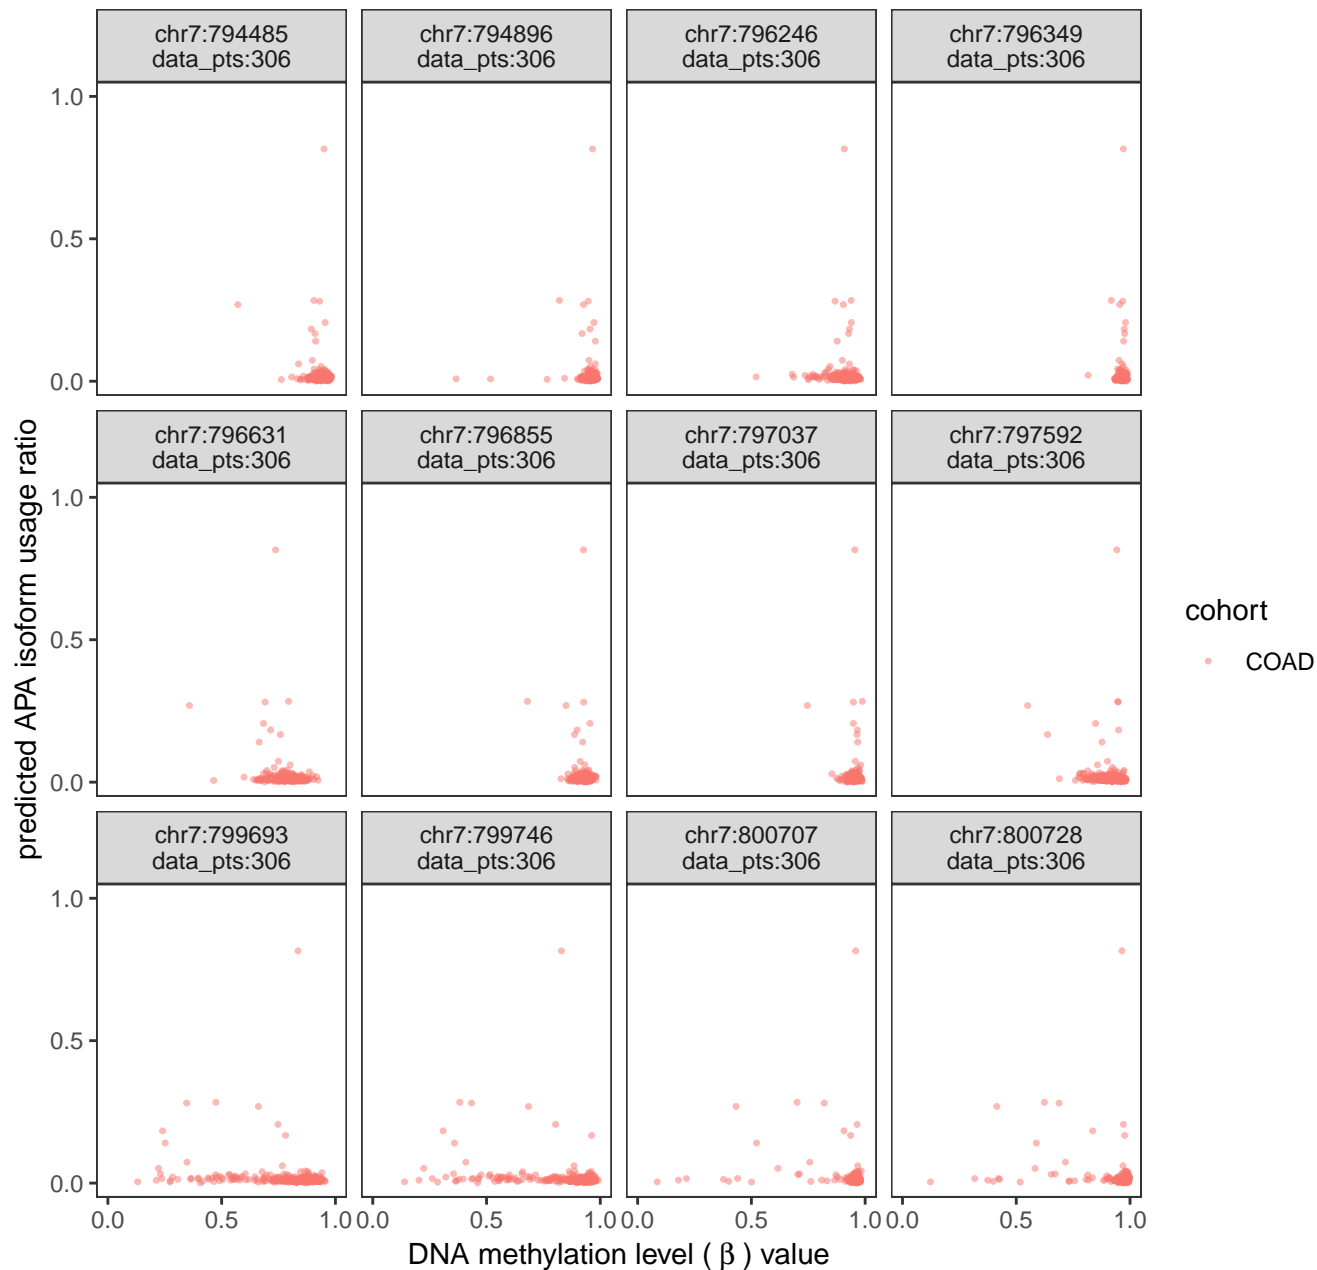 chr7:794485
data_pts:306
chr7:794896
data_pts:306
chr7:796246
data_pts:306
chr7:796349
data_pts:306
1.0
0.5
0.0
chr7:796631
data_pts:306
chr7:796855
data_pts:306
chr7:797037
data_pts:306
chr7:797592
data_pts:306
1.0
0.5
0.0
chr7:799693
data_pts:306
chr7:799746
data_pts:306
chr7:800707
data_pts:306
chr7:800728
data_pts:306
1.0
0.5
0.0
0.0 0.5 1.0
0.0 0.5 1.0
0.0 0.5 1.0
0.0 0.5 1.0
DNA methylation level ( β ) value
predicted APA isoform usage ratio
cohort
COAD